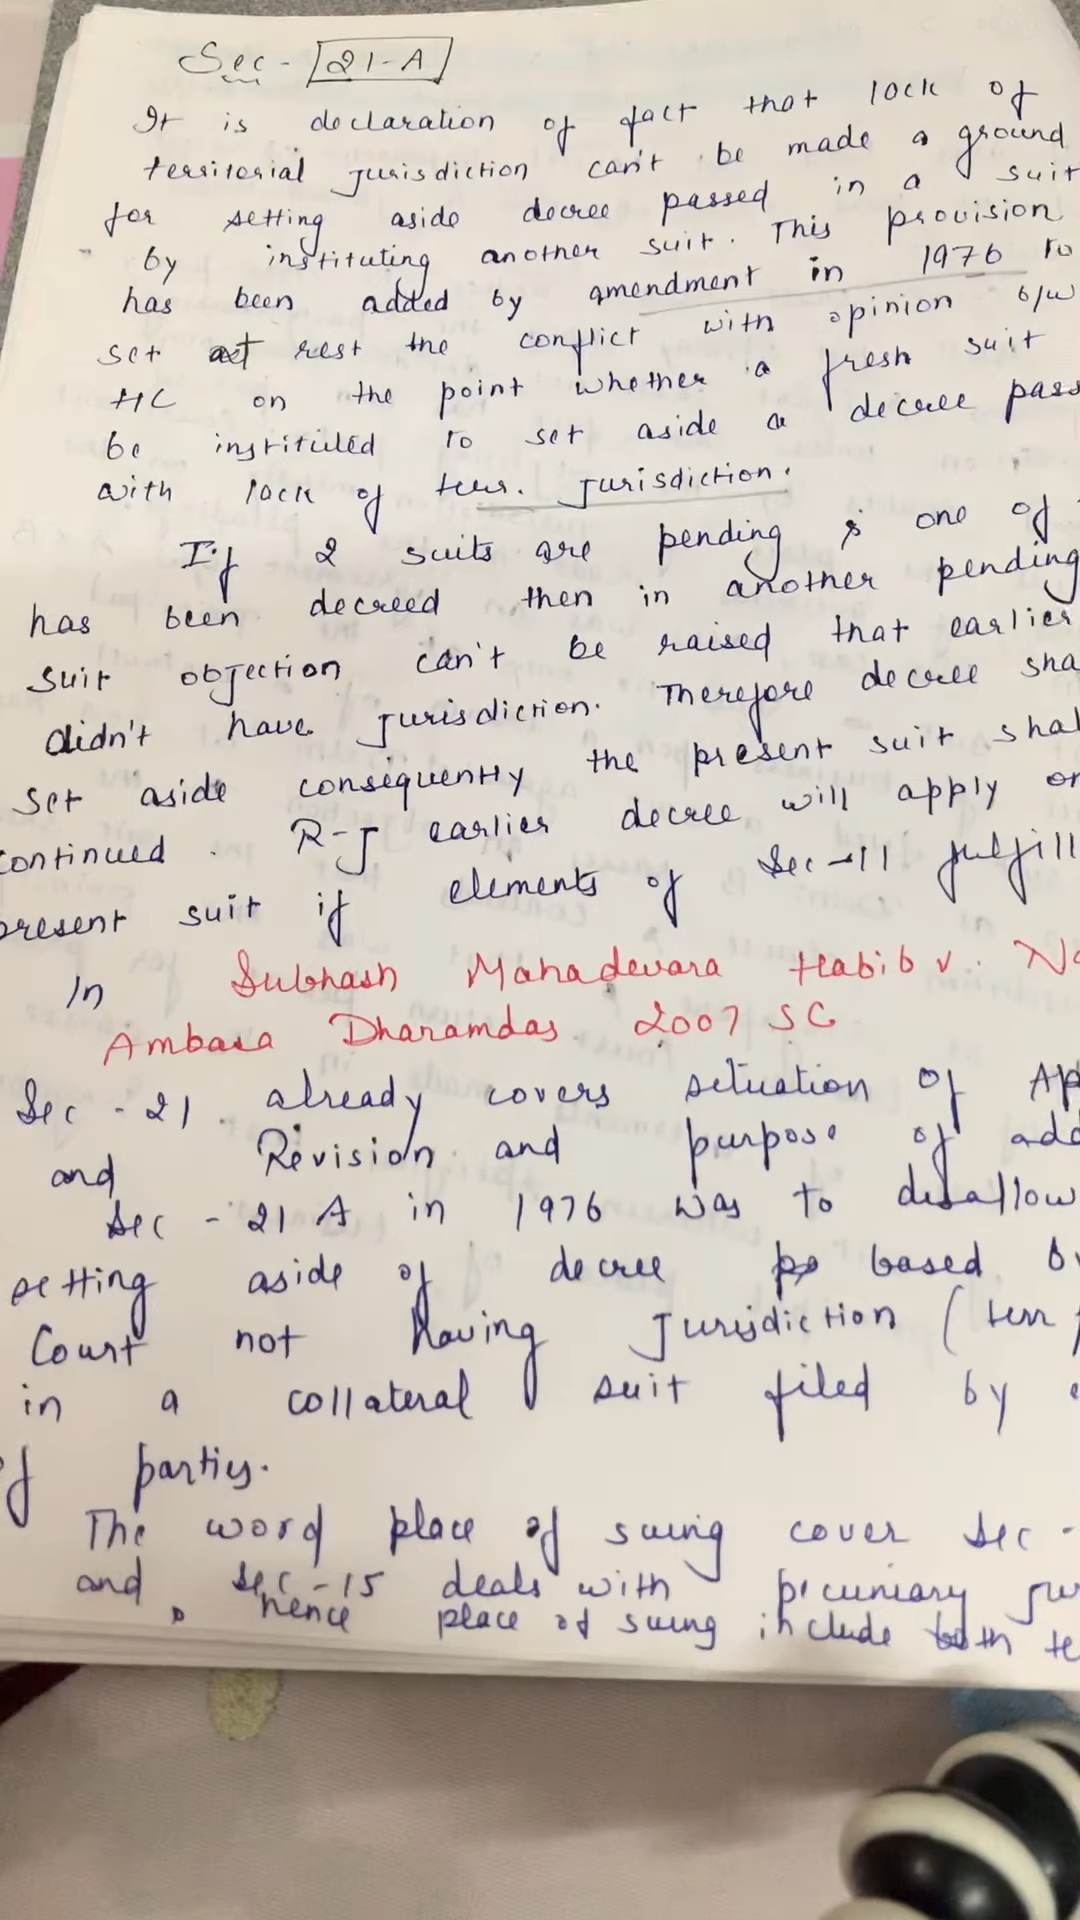 Sec - 21-A
It is declaration of fact that lack of
territorial jurisdiction can't be made a ground
for setting aside decree passed in a suit
by instituting another suit. This provision
has been added by amendment in 1976 to
set at rest the conflict with opinion b/w
HC on the point whether a fresh suit
be instituted to set aside a decree pass
with lack of terr. jurisdiction.
If 2 suits are pending & one of
has been decreed then in another pending
suit objection can't be raised that earlier
didn't have jurisdiction. Therefore decree sha
set aside consequently the present suit shal
continued. R-J earlier decree will apply on
present suit if elements of Sec-11 fulfill
In Subhash Mahadevara Habib v. N
Ambasa Dharamdas 2007 SC
Sec-21 already covers situation of Ap
and Revision and purpose of add
Sec-21 A in 1976 was to disallow
setting aside of decree based b
Court not having jurisdiction (terr
in a collateral suit filed by
of parties.
The word place of suing cover Sec-
and Sec-15 deals with pecuniary ju
hence place of suing include both te